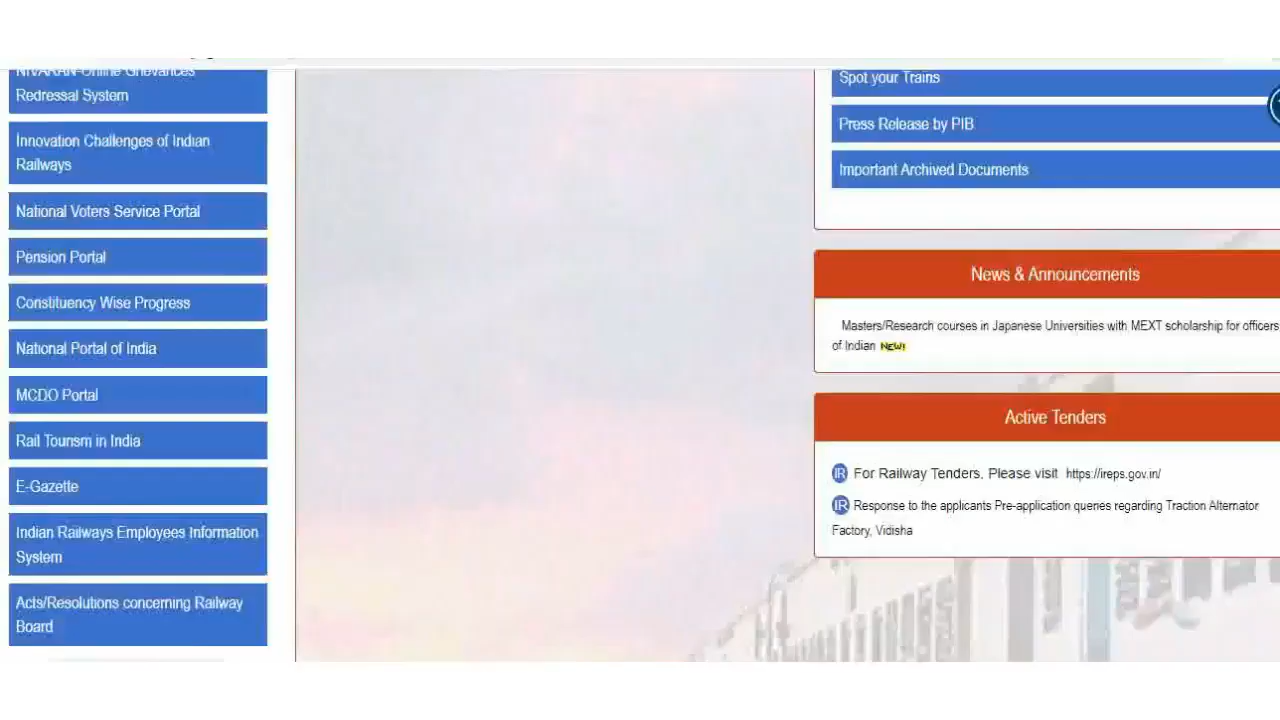 NIVARAN-Online Grievances
Redressal System
Innovation Challenges of Indian
Railways
National Voters Service Portal
Pension Portal
Constituency Wise Progress
National Portal of India
MCDO Portal
Rail Toursm in India
E-Gazette
Indian Railways Employees Information
System
Acts/Resolutions concerning Railway
Board
Spot your Trains
Press Release by PIB
Important Archived Documents
News & Announcements
Masters/Research courses in Japanese Universities with MEXT scholarship for officers
of Indian NEW!
Active Tenders
IR For Railway Tenders, Please visit https://ireps.gov.in/
IR Response to the applicants Pre-application queries regarding Traction Alternator
Factory, Vidisha